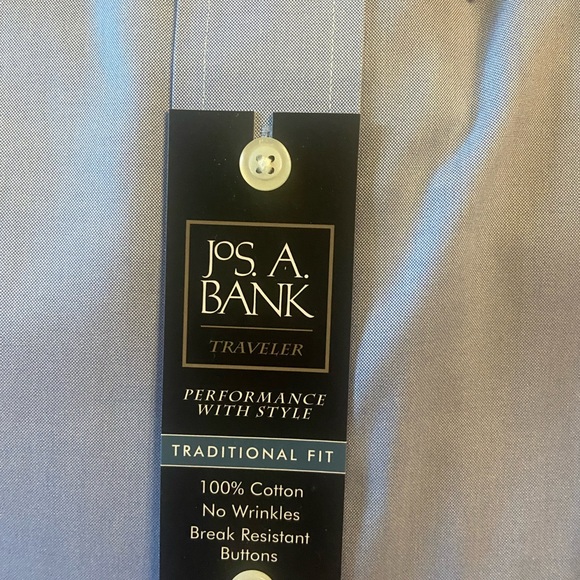 JOS. A.
BANK
TRAVELER
PERFORMANCE
WITH STYLE
TRADITIONAL FIT
100% Cotton
No Wrinkles
Break Resistant
Buttons